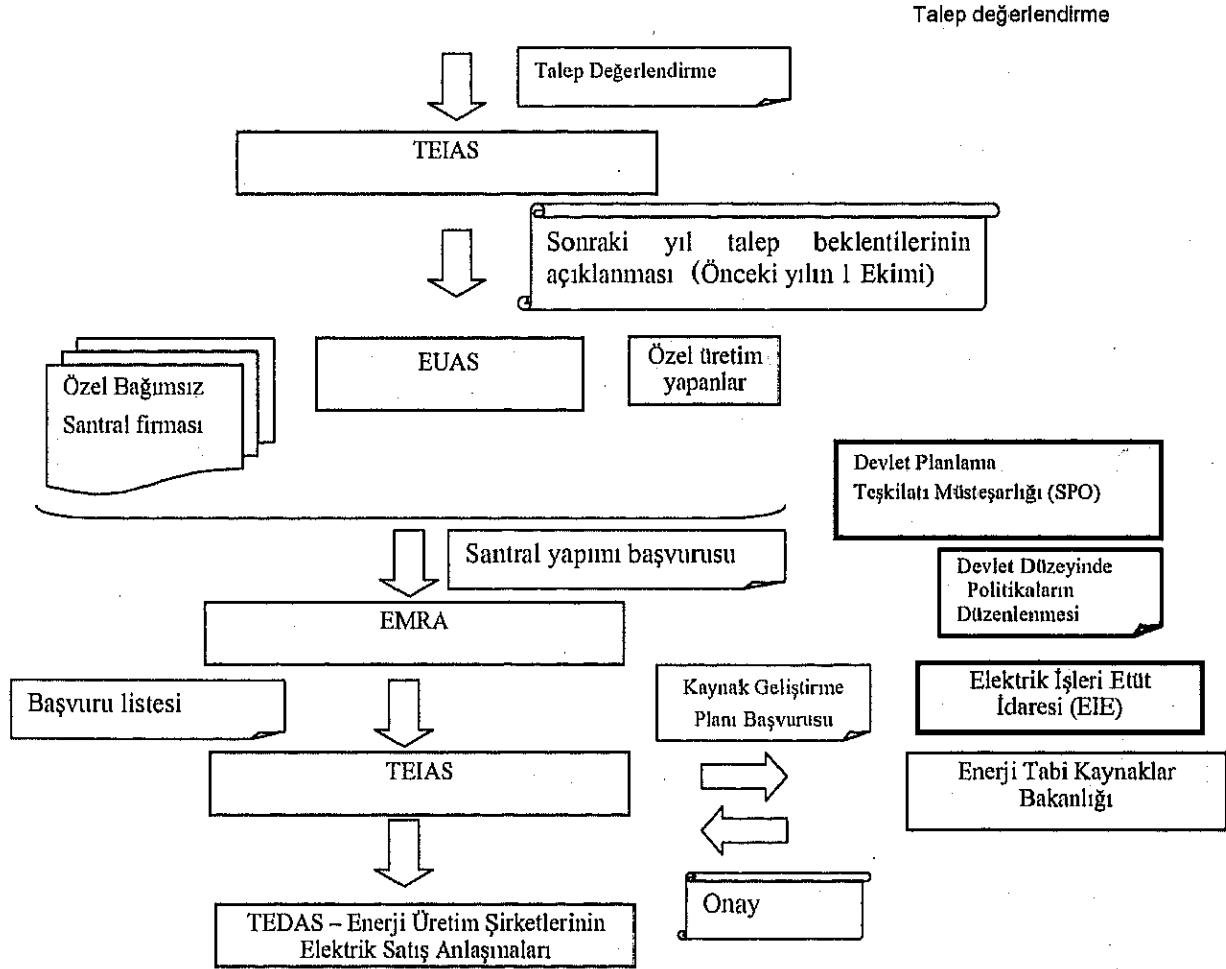 Talep değerlendirme
Talep Değerlendirme
TEIAS
Sonraki yıl talep beklentilerinin
açıklanması (Önceki yılın 1 Ekimi)
Özel Bağımsız
Santral firması
EUAS
Özel üretim
yapanlar
Devlet Planlama
Teşkilatı Müsteşarlığı (SPO)
Santral yapımı başvurusu
Devlet Düzeyinde
Politikaların
Düzenlenmesi
EMRA
Başvuru listesi
Kaynak Geliştirme
Planı Başvurusu
Elektrik İşleri Etüt
İdaresi (EIE)
TEIAS
Enerji Tabi Kaynaklar
Bakanlığı
Onay
TEDAS – Enerji Üretim Şirketlerinin
Elektrik Satış Anlaşmaları